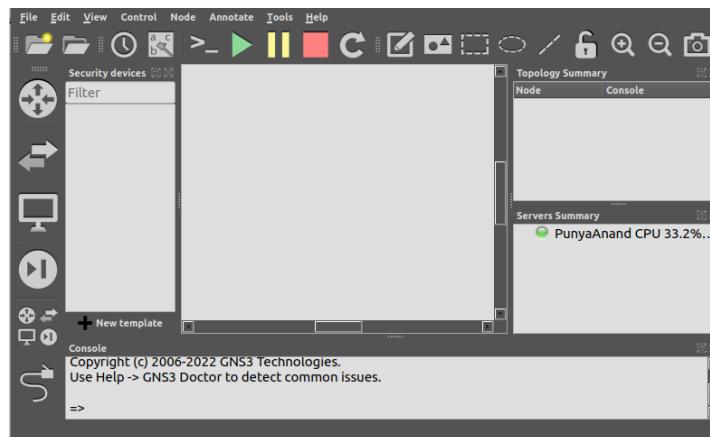 File Edit View Control Node Annotate Tools Help
a c
b
>_
Security devices
Filter
New template
Topology Summary
Node Console
Servers Summary
PunyaAnand CPU 33.2%..
Console
Copyright (c) 2006-2022 GNS3 Technologies.
Use Help -> GNS3 Doctor to detect common issues.
=>